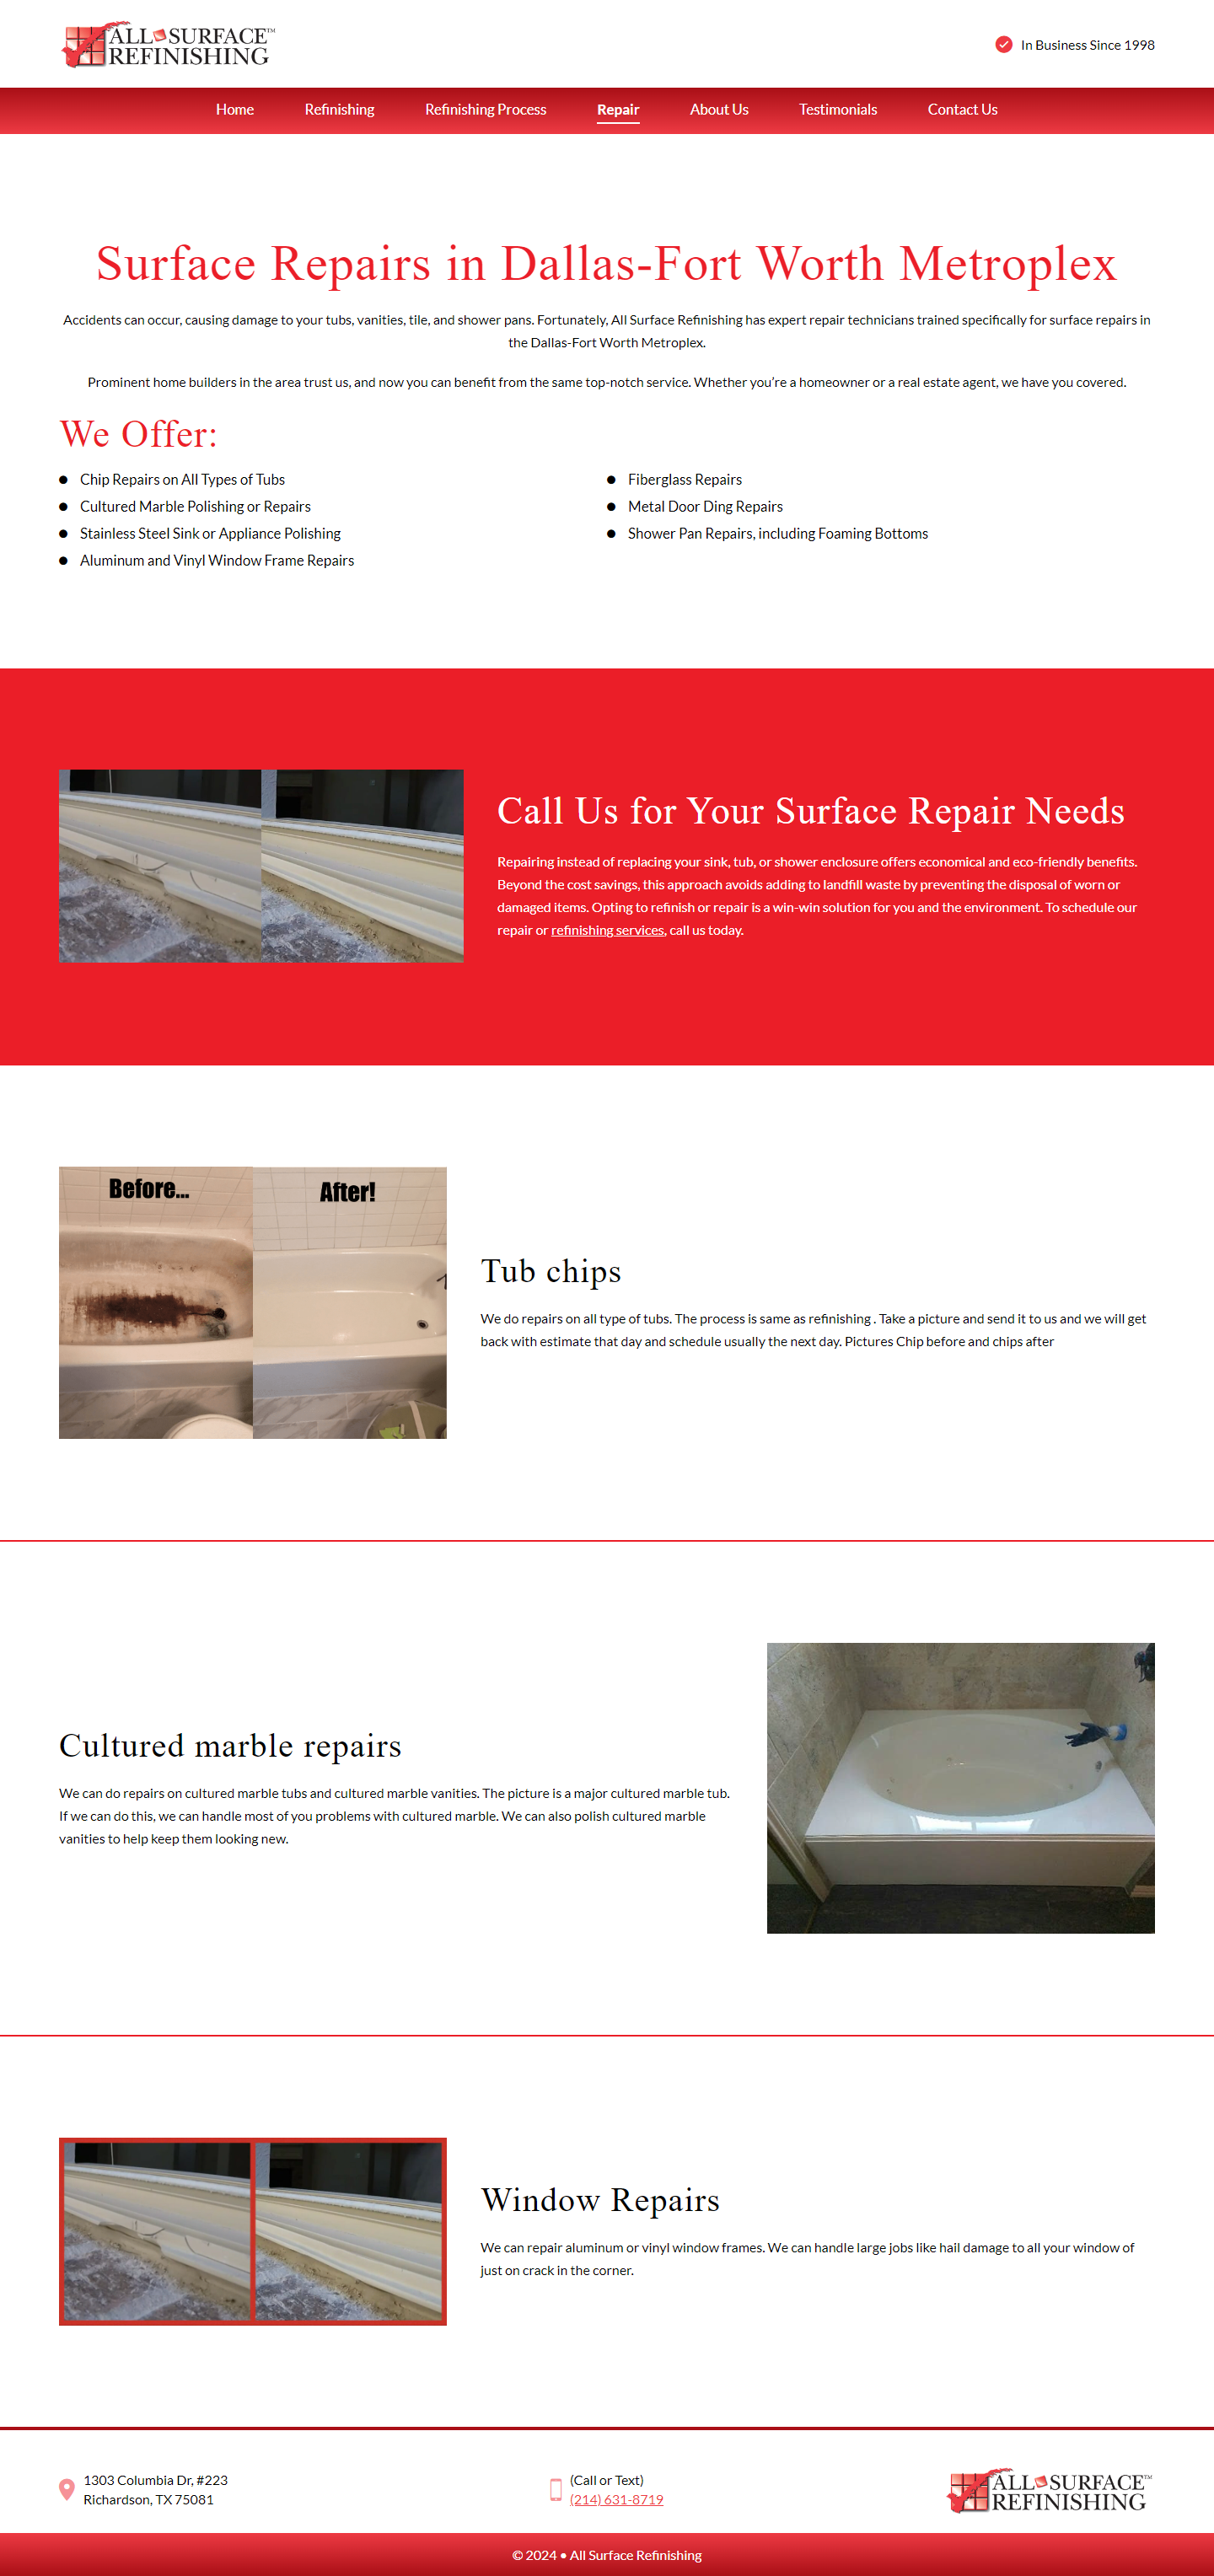 ALL SURFACE™
REFINISHING
In Business Since 1998
Home
Refinishing
Refinishing Process
Repair
About Us
Testimonials
Contact Us
Surface Repairs in Dallas-Fort Worth Metroplex
Accidents can occur, causing damage to your tubs, vanities, tile, and shower pans. Fortunately, All Surface Refinishing has expert repair technicians trained specifically for surface repairs in
the Dallas-Fort Worth Metroplex.
Prominent home builders in the area trust us, and now you can benefit from the same top-notch service. Whether you’re a homeowner or a real estate agent, we have you covered.
We Offer:
Chip Repairs on All Types of Tubs
Cultured Marble Polishing or Repairs
Stainless Steel Sink or Appliance Polishing
Aluminum and Vinyl Window Frame Repairs
Fiberglass Repairs
Metal Door Ding Repairs
Shower Pan Repairs, including Foaming Bottoms
Call Us for Your Surface Repair Needs
Repairing instead of replacing your sink, tub, or shower enclosure offers economical and eco-friendly benefits.
Beyond the cost savings, this approach avoids adding to landfill waste by preventing the disposal of worn or
damaged items. Opting to refinish or repair is a win-win solution for you and the environment. To schedule our
repair or refinishing services, call us today.
Before...
After!
Tub chips
We do repairs on all type of tubs. The process is same as refinishing . Take a picture and send it to us and we will get
back with estimate that day and schedule usually the next day. Pictures Chip before and chips after
Cultured marble repairs
We can do repairs on cultured marble tubs and cultured marble vanities. The picture is a major cultured marble tub.
If we can do this, we can handle most of you problems with cultured marble. We can also polish cultured marble
vanities to help keep them looking new.
Window Repairs
We can repair aluminum or vinyl window frames. We can handle large jobs like hail damage to all your window of
just on crack in the corner.
1303 Columbia Dr, #223
Richardson, TX 75081
(Call or Text)
(214) 631-8719
ALL SURFACE™
REFINISHING
© 2024 • All Surface Refinishing